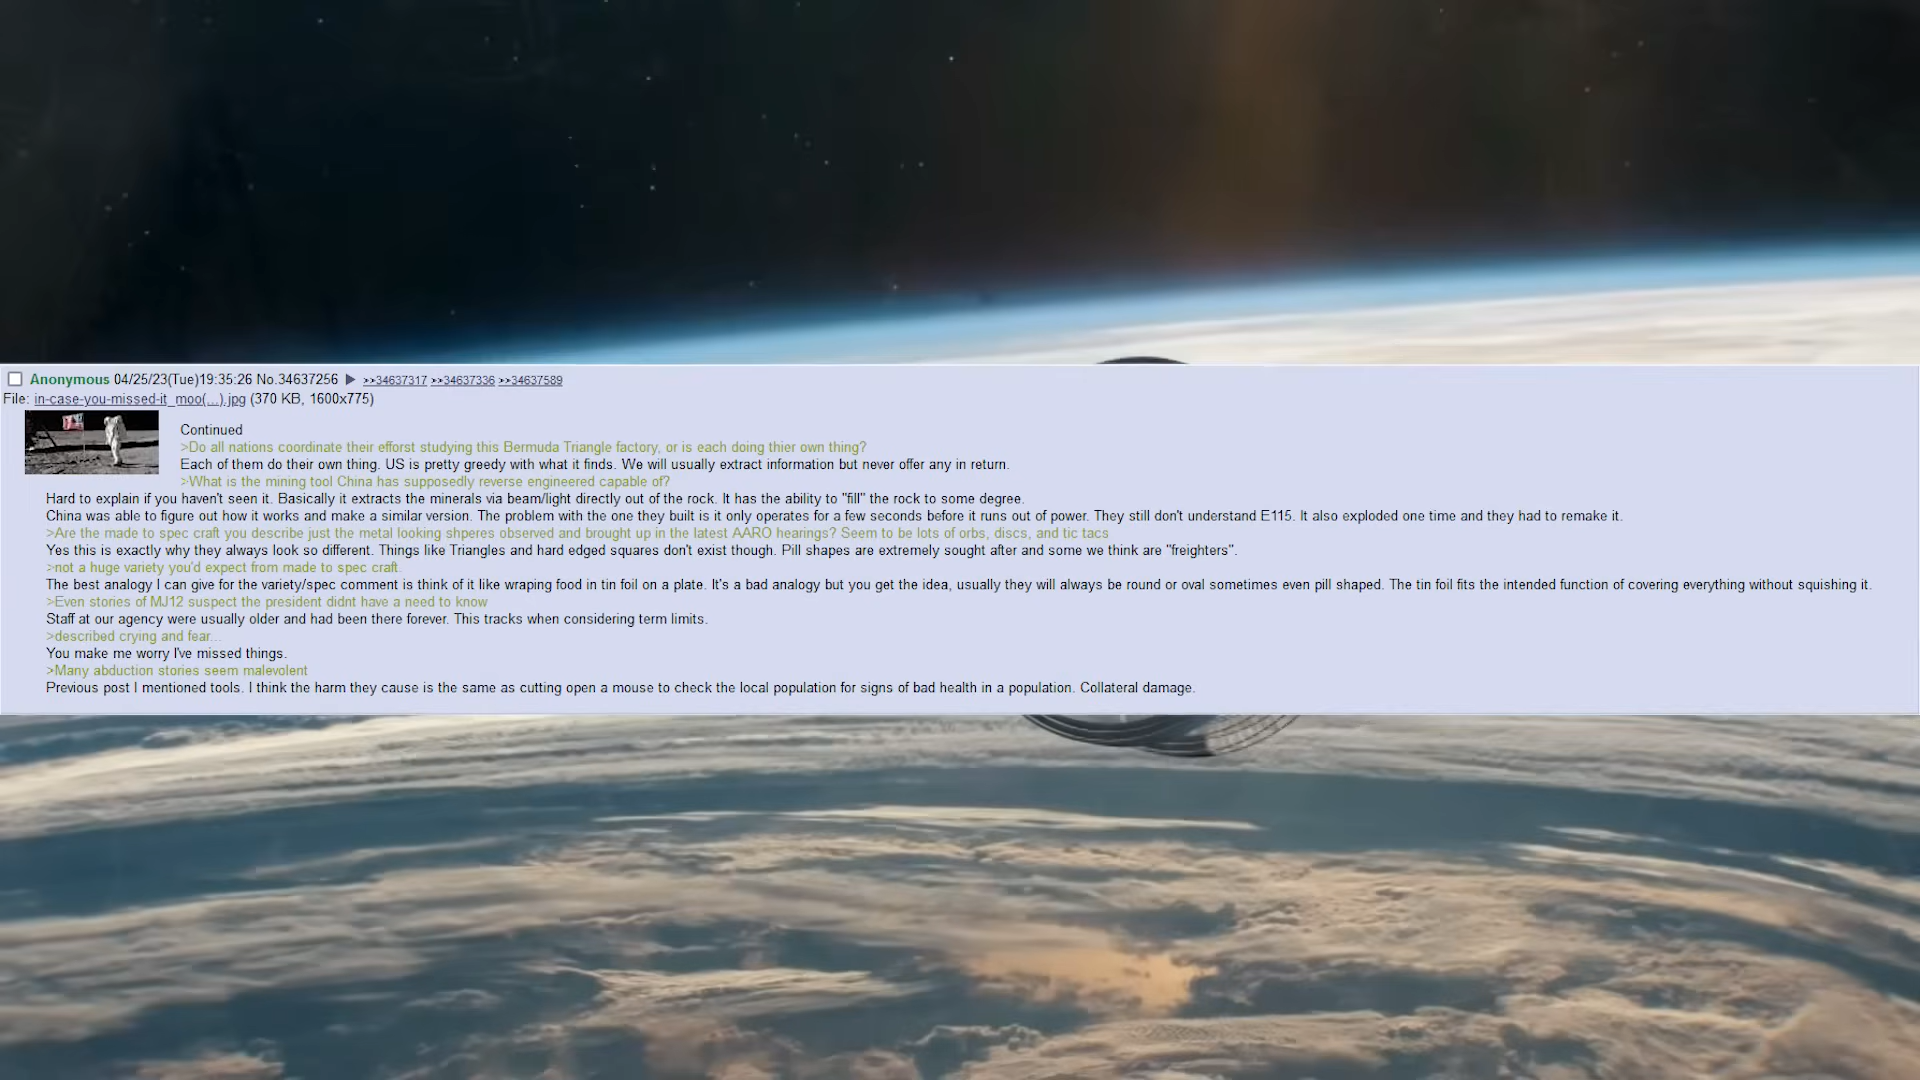 Anonymous 04/25/23(Tue)19:35:26 No.34637256 ▶ >>34637317 >>34637336 >>34637589
File: in-case-you-missed-it_moo(...).jpg (370 KB, 1600x775)
Continued
>Do all nations coordinate their efforst studying this Bermuda Triangle factory, or is each doing thier own thing?
Each of them do their own thing. US is pretty greedy with what it finds. We will usually extract information but never offer any in return.
>What is the mining tool China has supposedly reverse engineered capable of?
Hard to explain if you haven't seen it. Basically it extracts the minerals via beam/light directly out of the rock. It has the ability to "fill" the rock to some degree.
China was able to figure out how it works and make a similar version. The problem with the one they built is it only operates for a few seconds before it runs out of power. They still don't understand E115. It also exploded one time and they had to remake it.
>Are the made to spec craft you describe just the metal looking shperes observed and brought up in the latest AARO hearings? Seem to be lots of orbs, discs, and tic tacs
Yes this is exactly why they always look so different. Things like Triangles and hard edged squares don't exist though. Pill shapes are extremely sought after and some we think are "freighters".
>not a huge variety you'd expect from made to spec craft.
The best analogy I can give for the variety/spec comment is think of it like wraping food in tin foil on a plate. It's a bad analogy but you get the idea, usually they will always be round or oval sometimes even pill shaped. The tin foil fits the intended function of covering everything without squishing it.
>Even stories of MJ12 suspect the president didnt have a need to know
Staff at our agency were usually older and had been there forever. This tracks when considering term limits.
>described crying and fear...
You make me worry I've missed things.
>Many abduction stories seem malevolent
Previous post I mentioned tools. I think the harm they cause is the same as cutting open a mouse to check the local population for signs of bad health in a population. Collateral damage.